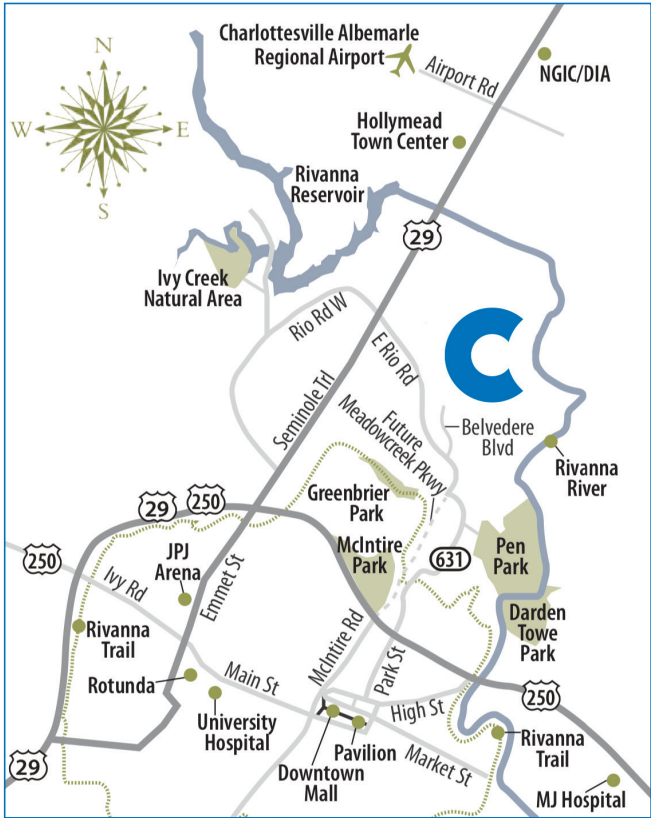 Charlottesville Albemarle
Regional Airport
N
W
E
S
Airport Rd
NGIC/DIA
Hollymead
Town Center
Rivanna
Reservoir
29
Ivy Creek
Natural Area
Rio Rd W
E Rio Rd
C
Seminole Trl
Future
Meadowcreek Pkwy
Belvedere
Blvd
Rivanna
River
Greenbrier
Park
29
250
250
JPJ
Arena
McIntire
Park
631
Pen
Park
Ivy Rd
Emmet St
Darden
Towe
Park
Rivanna
Trail
McIntire Rd
Park St
Rotunda
Main St
University
Hospital
High St
250
Pavilion
Downtown
Mall
Market St
Rivanna
Trail
29
MJ Hospital